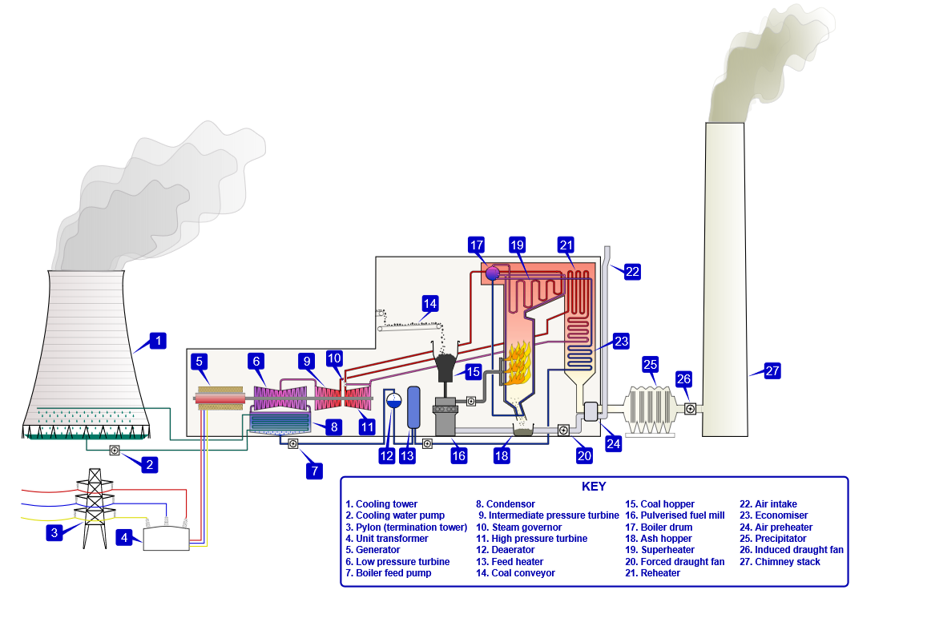 17
19
21
22
14
1
5
6
9
10
15
23
25
26
27
8
11
12
13
16
18
20
24
2
7
3
4
KEY
1. Cooling tower
2. Cooling water pump
3. Pylon (termination tower)
4. Unit transformer
5. Generator
6. Low pressure turbine
7. Boiler feed pump
8. Condensor
9. Intermediate pressure turbine
10. Steam governor
11. High pressure turbine
12. Deaerator
13. Feed heater
14. Coal conveyor
15. Coal hopper
16. Pulverised fuel mill
17. Boiler drum
18. Ash hopper
19. Superheater
20. Forced draught fan
21. Reheater
22. Air intake
23. Economiser
24. Air preheater
25. Precipitator
26. Induced draught fan
27. Chimney stack